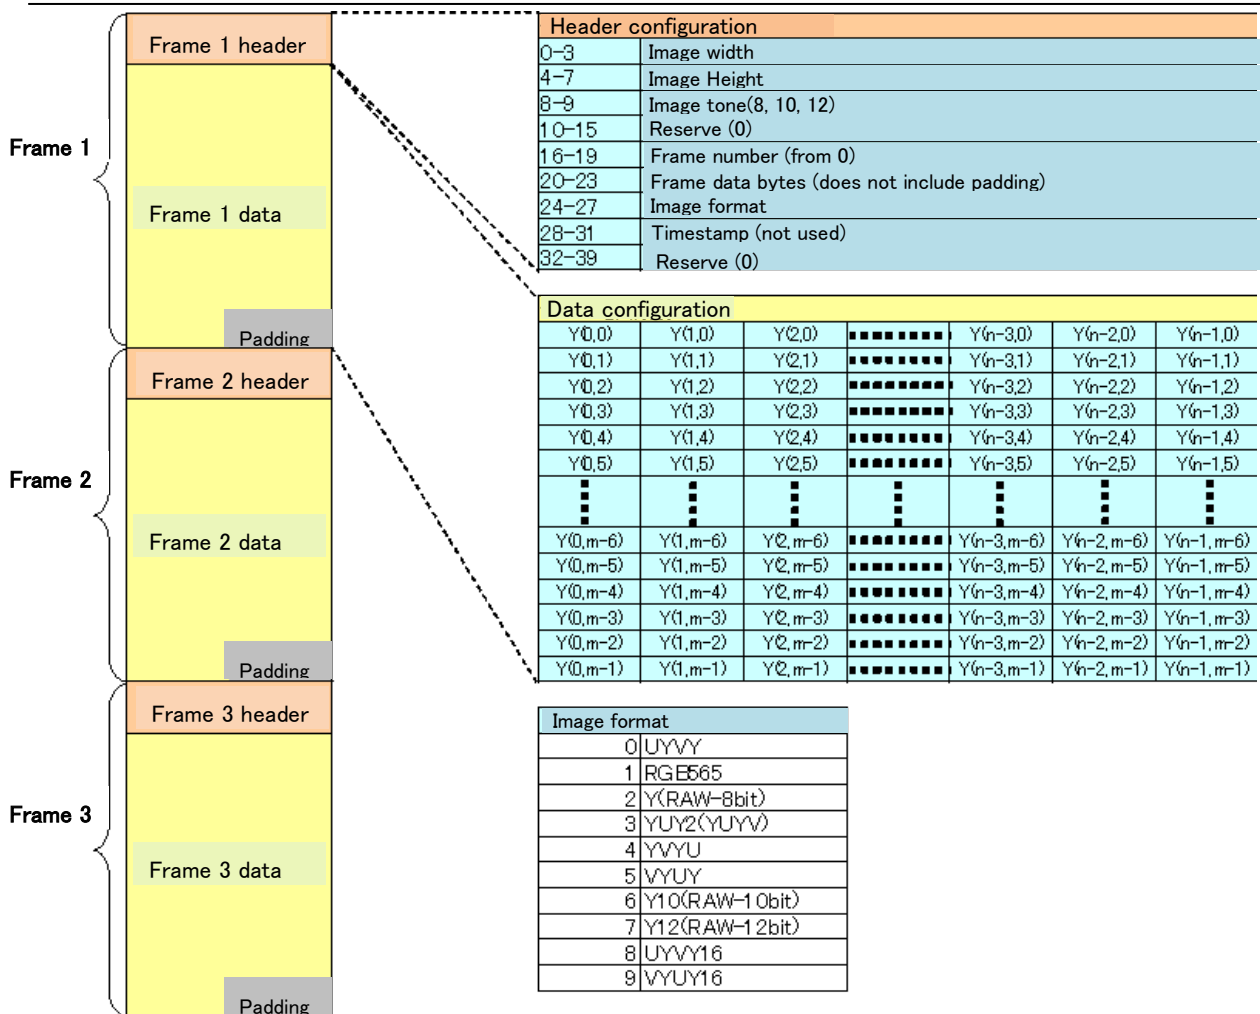 Frame 1
Frame 1 header
Frame 1 data
Padding
Frame 2
Frame 2 header
Frame 2 data
Padding
Frame 3
Frame 3 header
Frame 3 data
Padding
Header configuration
0-3 Image width
4-7 Image Height
8-9 Image tone(8, 10, 12)
10-15 Reserve (0)
16-19 Frame number (from 0)
20-23 Frame data bytes (does not include padding)
24-27 Image format
28-31 Timestamp (not used)
32-39 Reserve (0)
Data configuration
Y(0,0) Y(1,0) Y(2,0) Y(n-3,0) Y(n-2,0) Y(n-1,0)
Y(0,1) Y(1,1) Y(2,1) Y(n-3,1) Y(n-2,1) Y(n-1,1)
Y(0,2) Y(1,2) Y(2,2) Y(n-3,2) Y(n-2,2) Y(n-1,2)
Y(0,3) Y(1,3) Y(2,3) Y(n-3,3) Y(n-2,3) Y(n-1,3)
Y(0,4) Y(1,4) Y(2,4) Y(n-3,4) Y(n-2,4) Y(n-1,4)
Y(0,5) Y(1,5) Y(2,5) Y(n-3,5) Y(n-2,5) Y(n-1,5)
Y(0,m-6) Y(1,m-6) Y(2,m-6) Y(n-3,m-6) Y(n-2,m-6) Y(n-1,m-6)
Y(0,m-5) Y(1,m-5) Y(2,m-5) Y(n-3,m-5) Y(n-2,m-5) Y(n-1,m-5)
Y(0,m-4) Y(1,m-4) Y(2,m-4) Y(n-3,m-4) Y(n-2,m-4) Y(n-1,m-4)
Y(0,m-3) Y(1,m-3) Y(2,m-3) Y(n-3,m-3) Y(n-2,m-3) Y(n-1,m-3)
Y(0,m-2) Y(1,m-2) Y(2,m-2) Y(n-3,m-2) Y(n-2,m-2) Y(n-1,m-2)
Y(0,m-1) Y(1,m-1) Y(2,m-1) Y(n-3,m-1) Y(n-2,m-1) Y(n-1,m-1)
Image format
0 UYVY
1 RGB565
2 Y(RAW-8bit)
3 YUY2(YUYV)
4 YVYU
5 VYUY
6 Y10(RAW-10bit)
7 Y12(RAW-12bit)
8 UYVY16
9 VYUY16